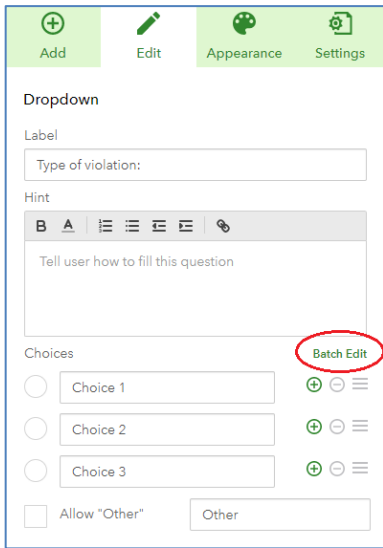 Add Edit Appearance Settings
Dropdown
Label
Type of violation:
Hint
B A
Tell user how to fill this question
Choices Batch Edit
Choice 1
Choice 2
Choice 3
Allow "Other" Other